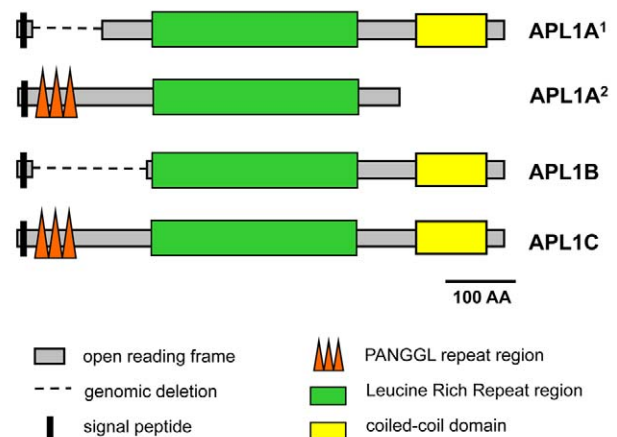 APL1A¹
APL1A²
APL1B
APL1C
100 AA
open reading frame
genomic deletion
signal peptide
PANGGL repeat region
Leucine Rich Repeat region
coiled-coil domain